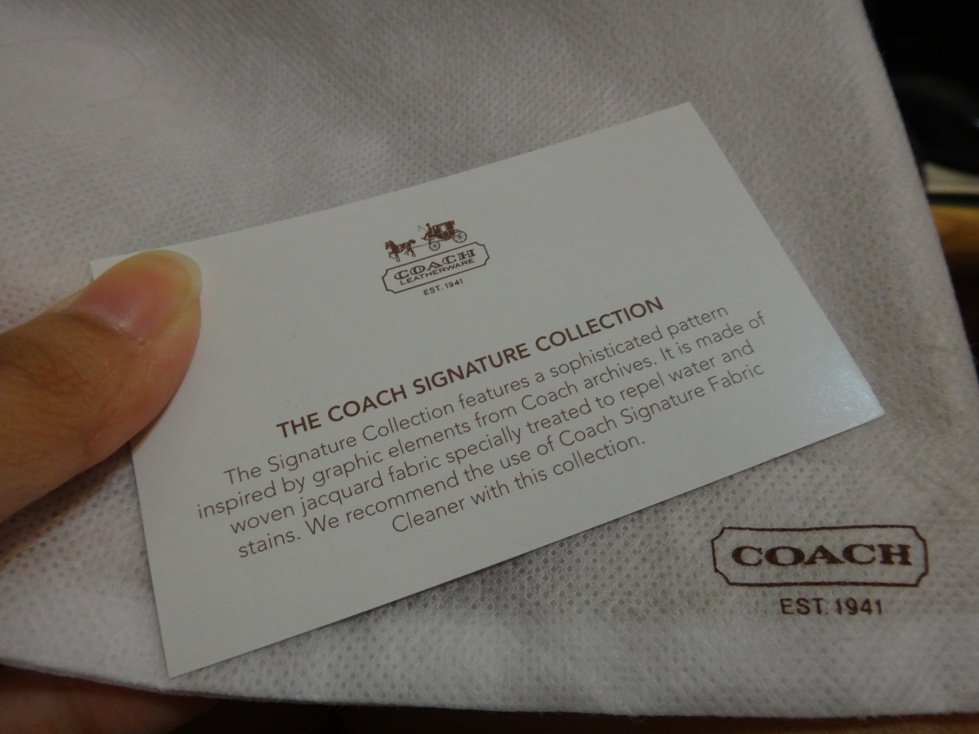 COACH
LEATHERWARE
EST. 1941
THE COACH SIGNATURE COLLECTION
The Signature Collection features a sophisticated pattern
inspired by graphic elements from Coach archives. It is made of
woven jacquard fabric specially treated to repel water and
stains. We recommend the use of Coach Signature Fabric
Cleaner with this collection.
COACH
EST. 1941